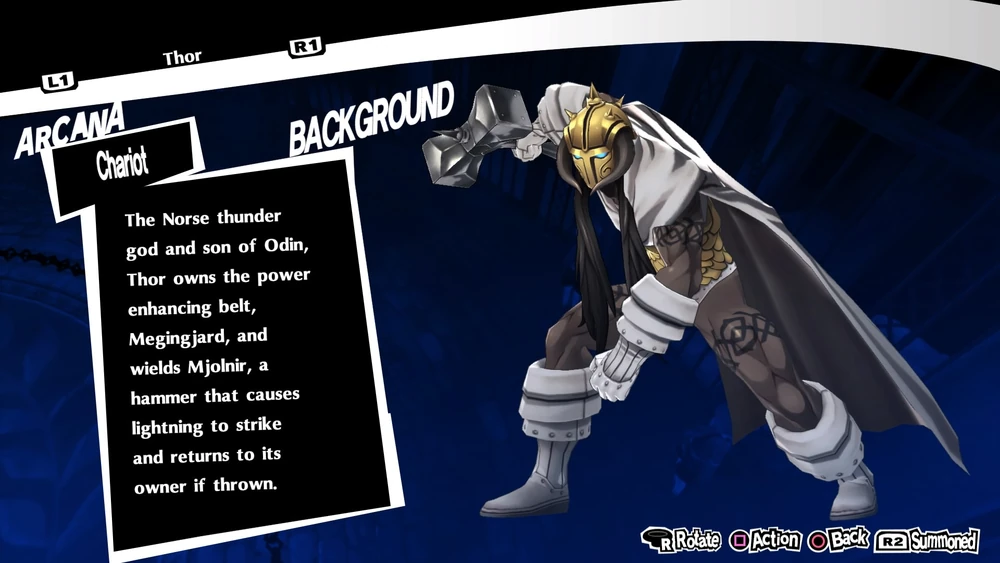 L1
Thor
R1
ARCANA
Chariot
BACKGROUND
The Norse thunder
god and son of Odin,
Thor owns the power
enhancing belt,
Megingjard, and
wields Mjolnir, a
hammer that causes
lightning to strike
and returns to its
owner if thrown.
R Rotate Action Back R2 Summoned